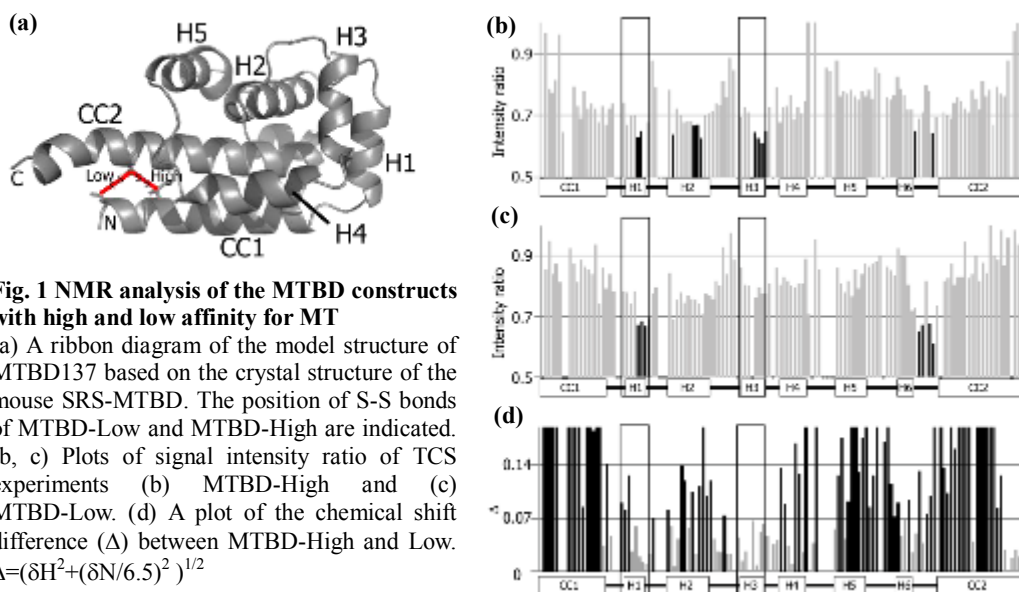 (a)
H5
H3
H2
CC2
H1
C
Low
High
N
CC1
H4
Fig. 1 NMR analysis of the MTBD constructs
with high and low affinity for MT
(a) A ribbon diagram of the model structure of
MTBD137 based on the crystal structure of the
mouse SRS-MTBD. The position of S-S bonds
of MTBD-Low and MTBD-High are indicated.
(b, c) Plots of signal intensity ratio of TCS
experiments (b) MTBD-High and (c)
MTBD-Low. (d) A plot of the chemical shift
difference (Δ) between MTBD-High and Low.
Δ=(δH²+(δN/6.5)² )¹/²
(b)
Intensity ratio
0.9
0.7
0.5
CC1 H1 H2 H3 H4 H5 H6 CC2
(c)
Intensity ratio
0.9
0.7
0.5
CC1 H1 H2 H3 H4 H5 H6 CC2
(d)
Δ
0.14
0.07
0
CC1 H1 H2 H3 H4 H5 H6 CC2